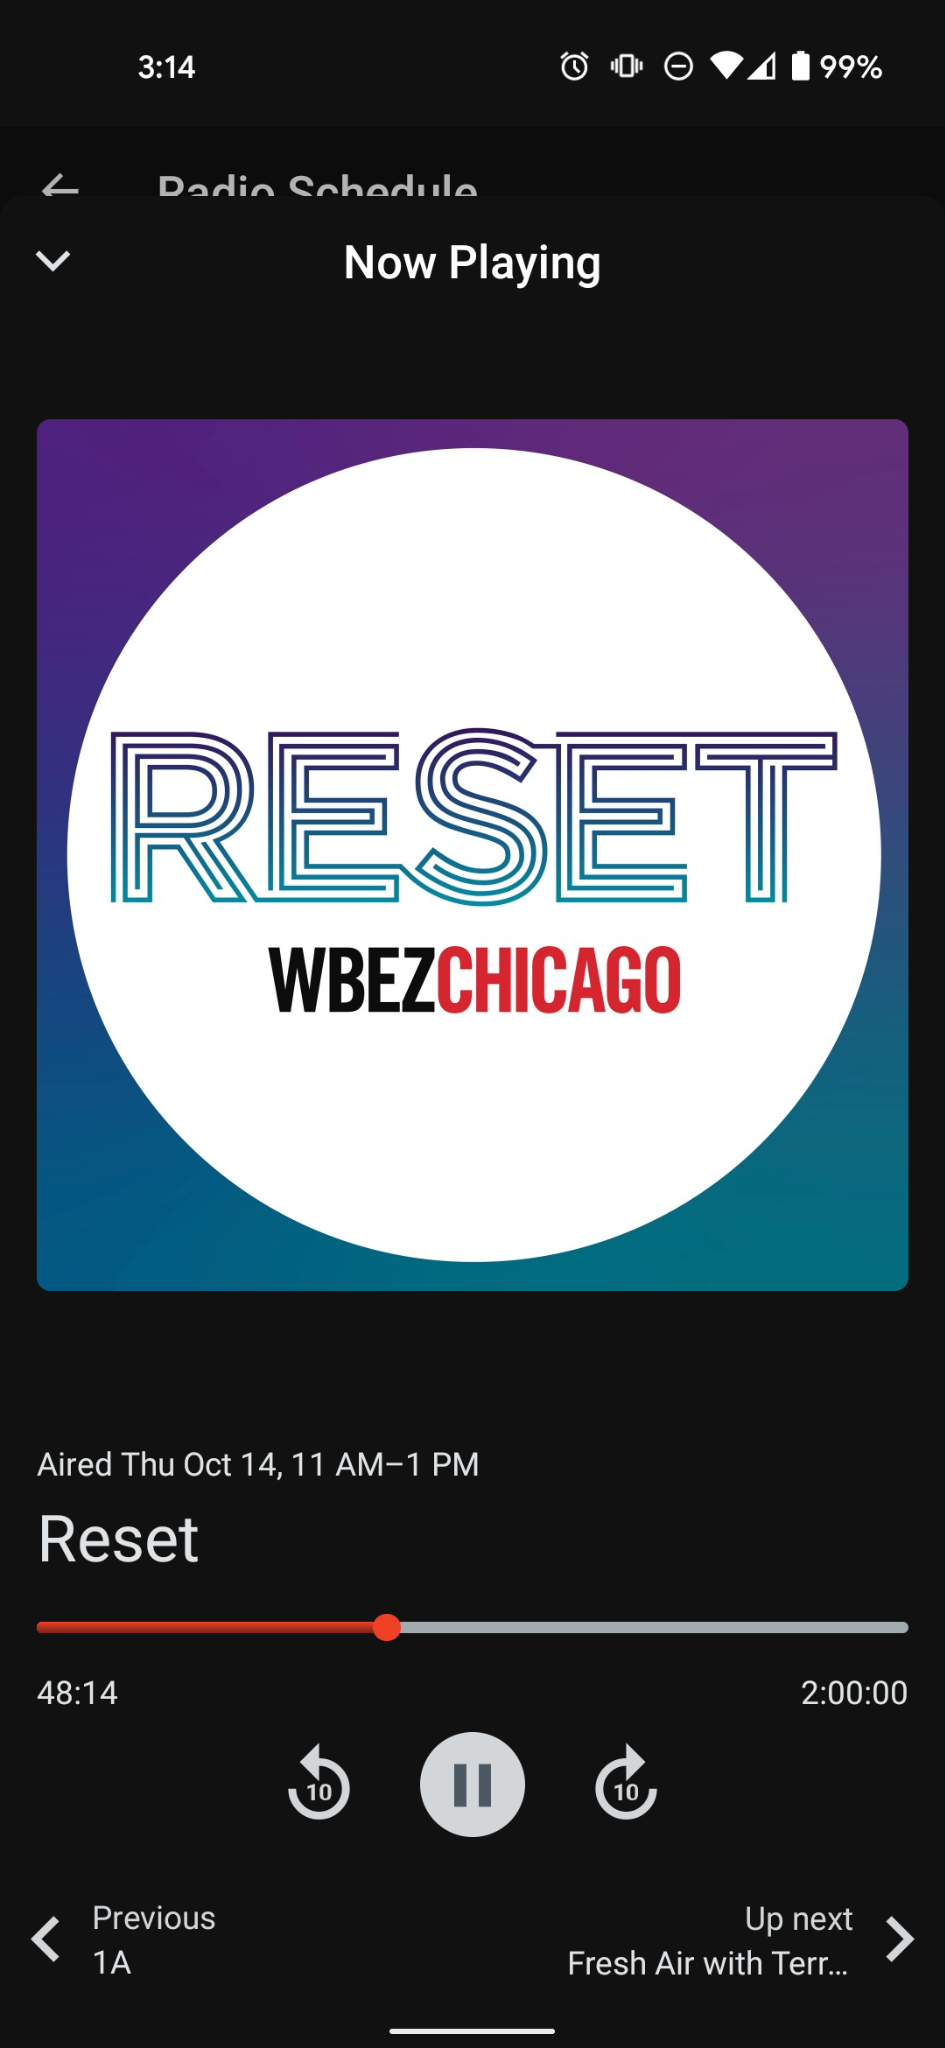 3:14
99%
Radio Schedule
Now Playing
RESET
WBEZCHICAGO
Aired Thu Oct 14, 11 AM–1 PM
Reset
48:14
2:00:00
10
10
Previous
1A
Up next
Fresh Air with Terr...